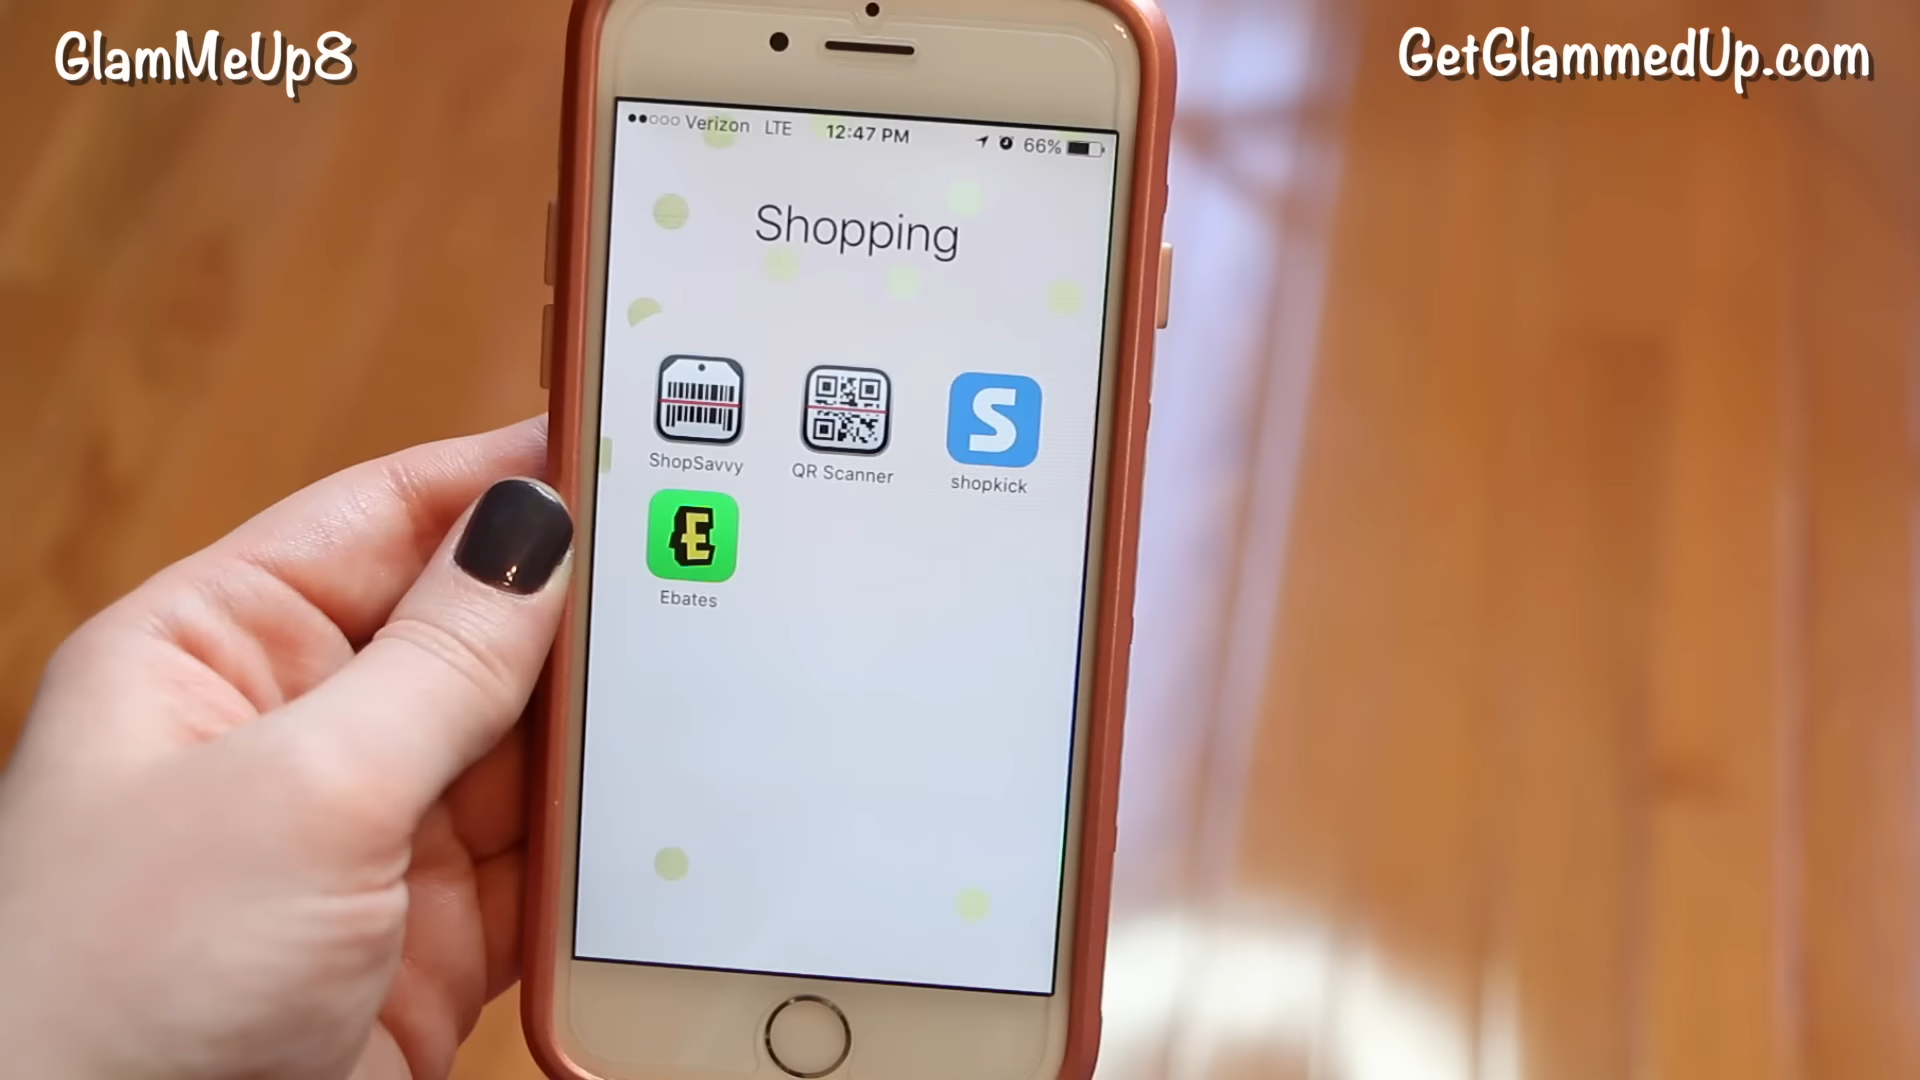 GlamMeUp8
GetGlammedUp.com
Verizon LTE 12:47 PM 66%
Shopping
ShopSavvy
QR Scanner
S
shopkick
E
Ebates